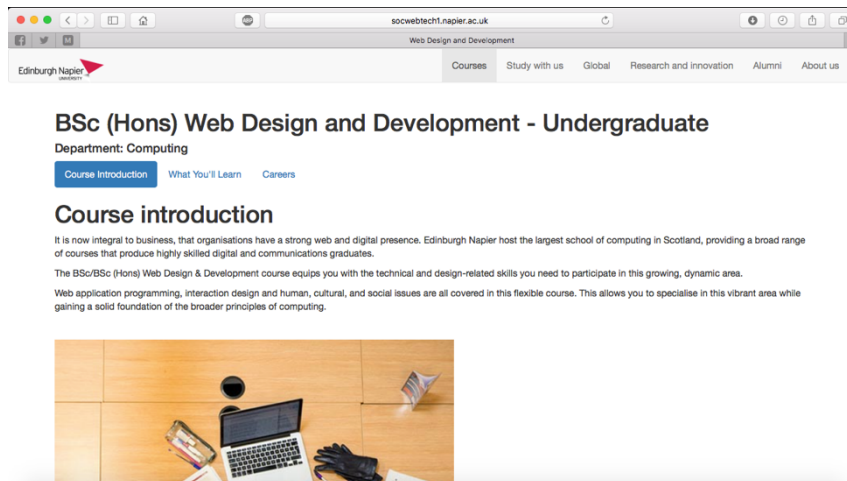 socwebtech1.napier.ac.uk
ABP
M
Web Design and Development
Edinburgh Napier
UNIVERSITY
Courses Study with us Global Research and innovation Alumni About us
BSc (Hons) Web Design and Development - Undergraduate
Department: Computing
Course Introduction What You'll Learn Careers
Course introduction
It is now integral to business, that organisations have a strong web and digital presence. Edinburgh Napier host the largest school of computing in Scotland, providing a broad range
of courses that produce highly skilled digital and communications graduates.
The BSc/BSc (Hons) Web Design & Development course equips you with the technical and design-related skills you need to participate in this growing, dynamic area.
Web application programming, interaction design and human, cultural, and social issues are all covered in this flexible course. This allows you to specialise in this vibrant area while
gaining a solid foundation of the broader principles of computing.